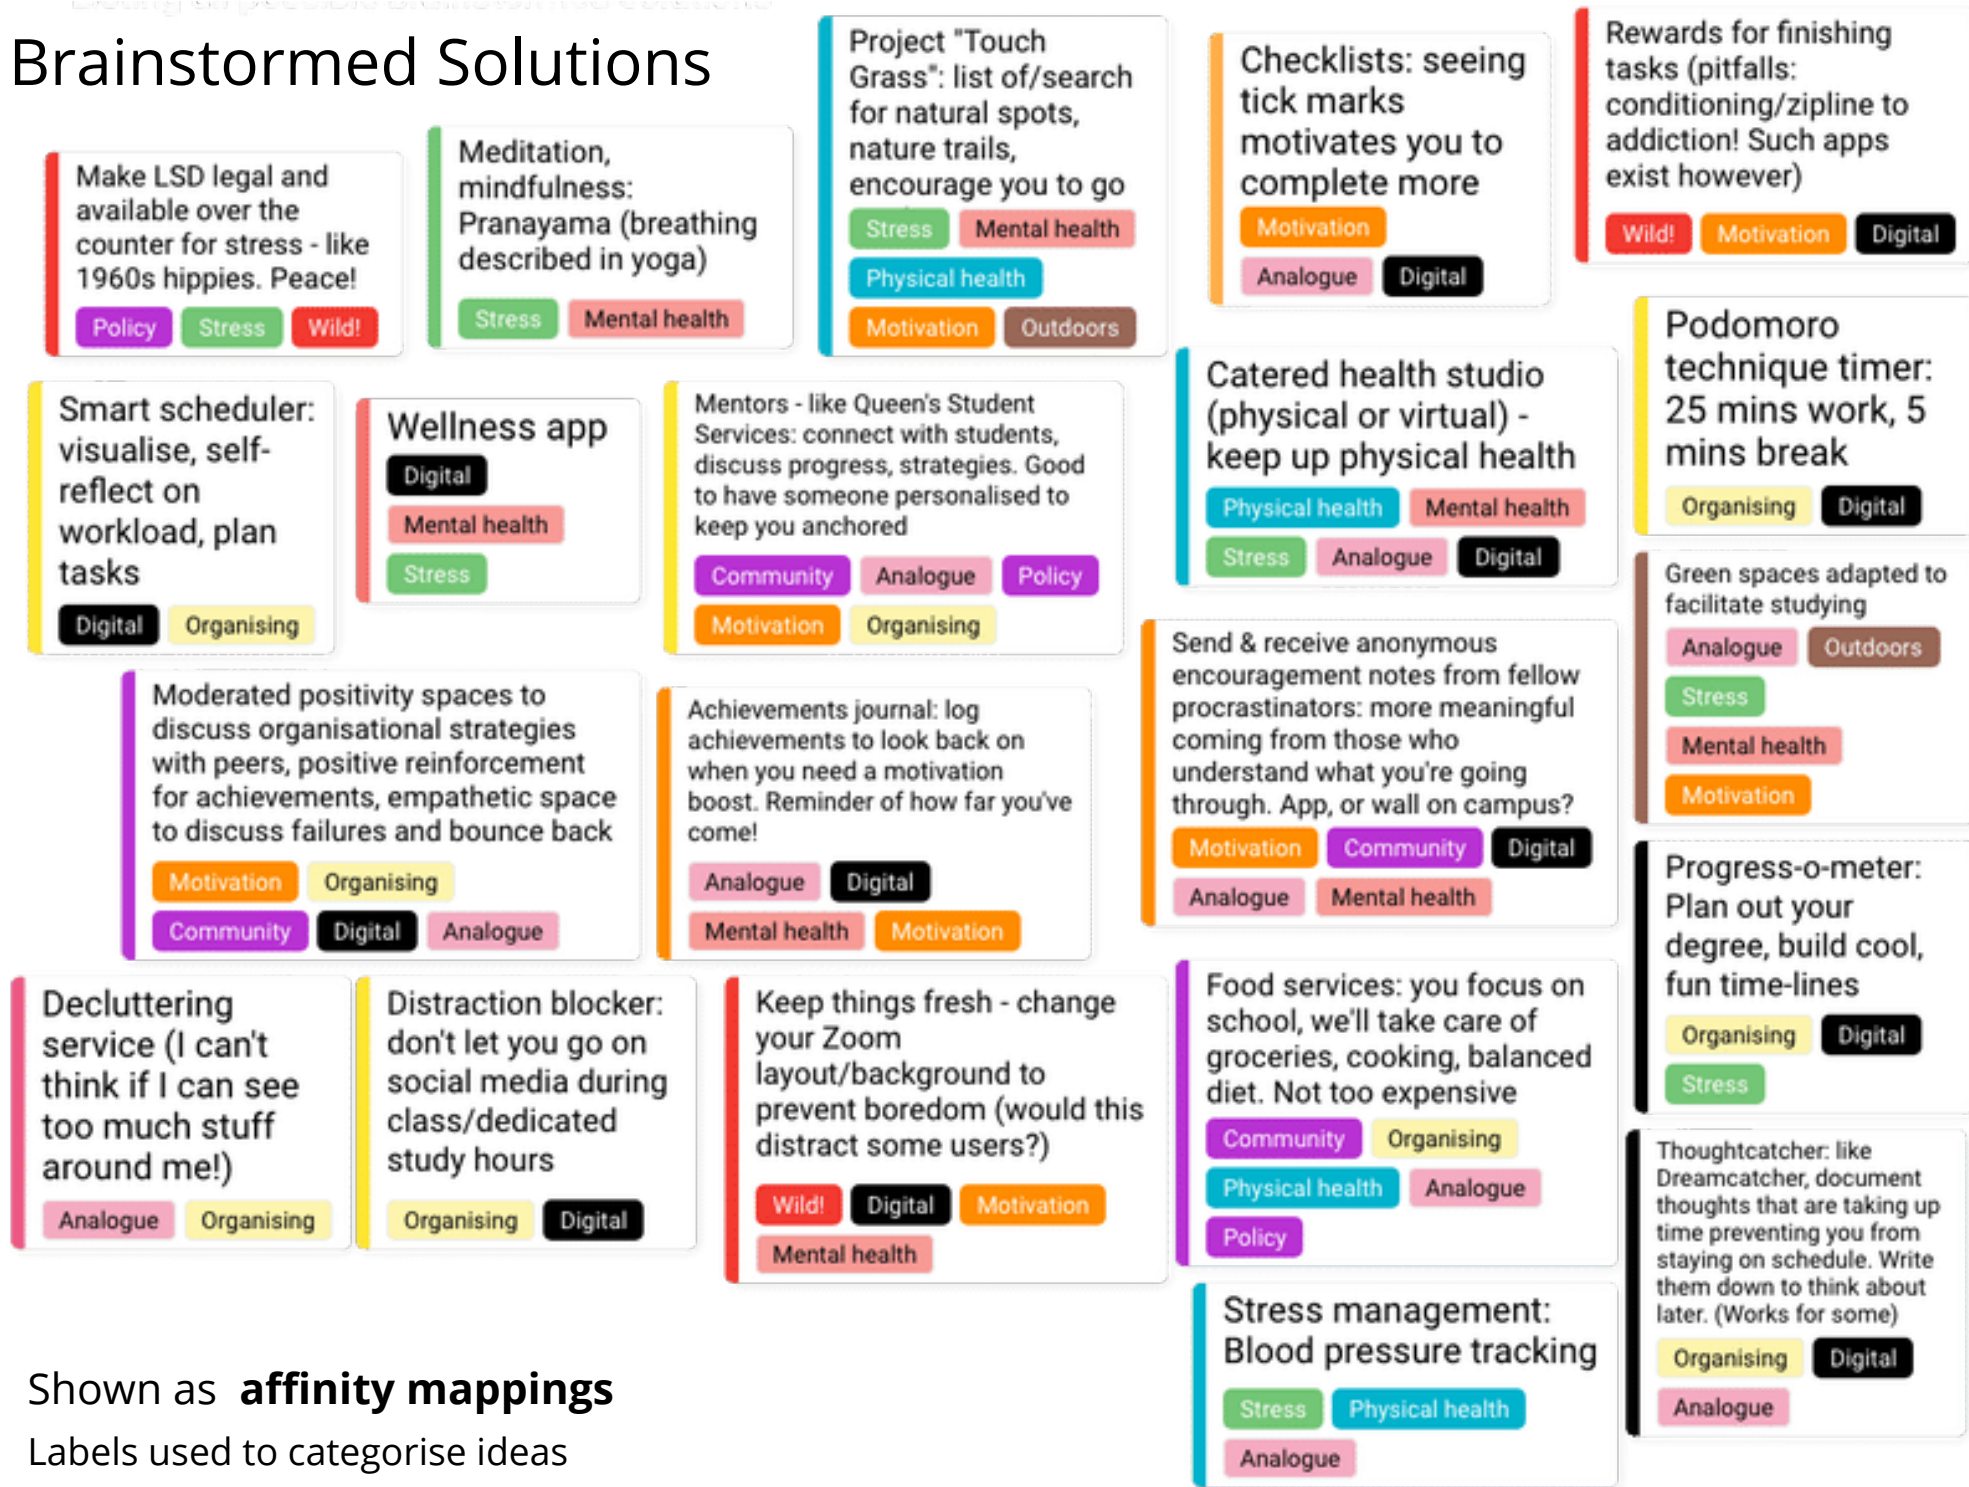 Brainstormed Solutions
Make LSD legal and
available over the
counter for stress - like
1960s hippies. Peace!
Policy Stress Wild!
Meditation,
mindfulness:
Pranayama (breathing
described in yoga)
Stress Mental health
Project "Touch
Grass": list of/search
for natural spots,
nature trails,
encourage you to go
Stress Mental health
Physical health
Motivation Outdoors
Checklists: seeing
tick marks
motivates you to
complete more
Motivation
Analogue Digital
Rewards for finishing
tasks (pitfalls:
conditioning/zipline to
addiction! Such apps
exist however)
Wild! Motivation Digital
Smart scheduler:
visualise, self-
reflect on
workload, plan
tasks
Digital Organising
Wellness app
Digital
Mental health
Stress
Mentors - like Queen's Student
Services: connect with students,
discuss progress, strategies. Good
to have someone personalised to
keep you anchored
Community Analogue Policy
Motivation Organising
Catered health studio
(physical or virtual) -
keep up physical health
Physical health Mental health
Stress Analogue Digital
Podomoro
technique timer:
25 mins work, 5
mins break
Organising Digital
Green spaces adapted to
facilitate studying
Analogue Outdoors
Stress
Mental health
Motivation
Moderated positivity spaces to
discuss organisational strategies
with peers, positive reinforcement
for achievements, empathetic space
to discuss failures and bounce back
Motivation Organising
Community Digital Analogue
Achievements journal: log
achievements to look back on
when you need a motivation
boost. Reminder of how far you've
come!
Analogue Digital
Mental health Motivation
Send & receive anonymous
encouragement notes from fellow
procrastinators: more meaningful
coming from those who
understand what you're going
through. App, or wall on campus?
Motivation Community Digital
Analogue Mental health
Progress-o-meter:
Plan out your
degree, build cool,
fun time-lines
Organising Digital
Stress
Decluttering
service (I can't
think if I can see
too much stuff
around me!)
Analogue Organising
Distraction blocker:
don't let you go on
social media during
class/dedicated
study hours
Organising Digital
Keep things fresh - change
your Zoom
layout/background to
prevent boredom (would this
distract some users?)
Wild! Digital Motivation
Mental health
Food services: you focus on
school, we'll take care of
groceries, cooking, balanced
diet. Not too expensive
Community Organising
Physical health Analogue
Policy
Thoughtcatcher: like
Dreamcatcher, document
thoughts that are taking up
time preventing you from
staying on schedule. Write
them down to think about
later. (Works for some)
Organising Digital
Analogue
Stress management:
Blood pressure tracking
Stress Physical health
Analogue
Shown as affinity mappings
Labels used to categorise ideas